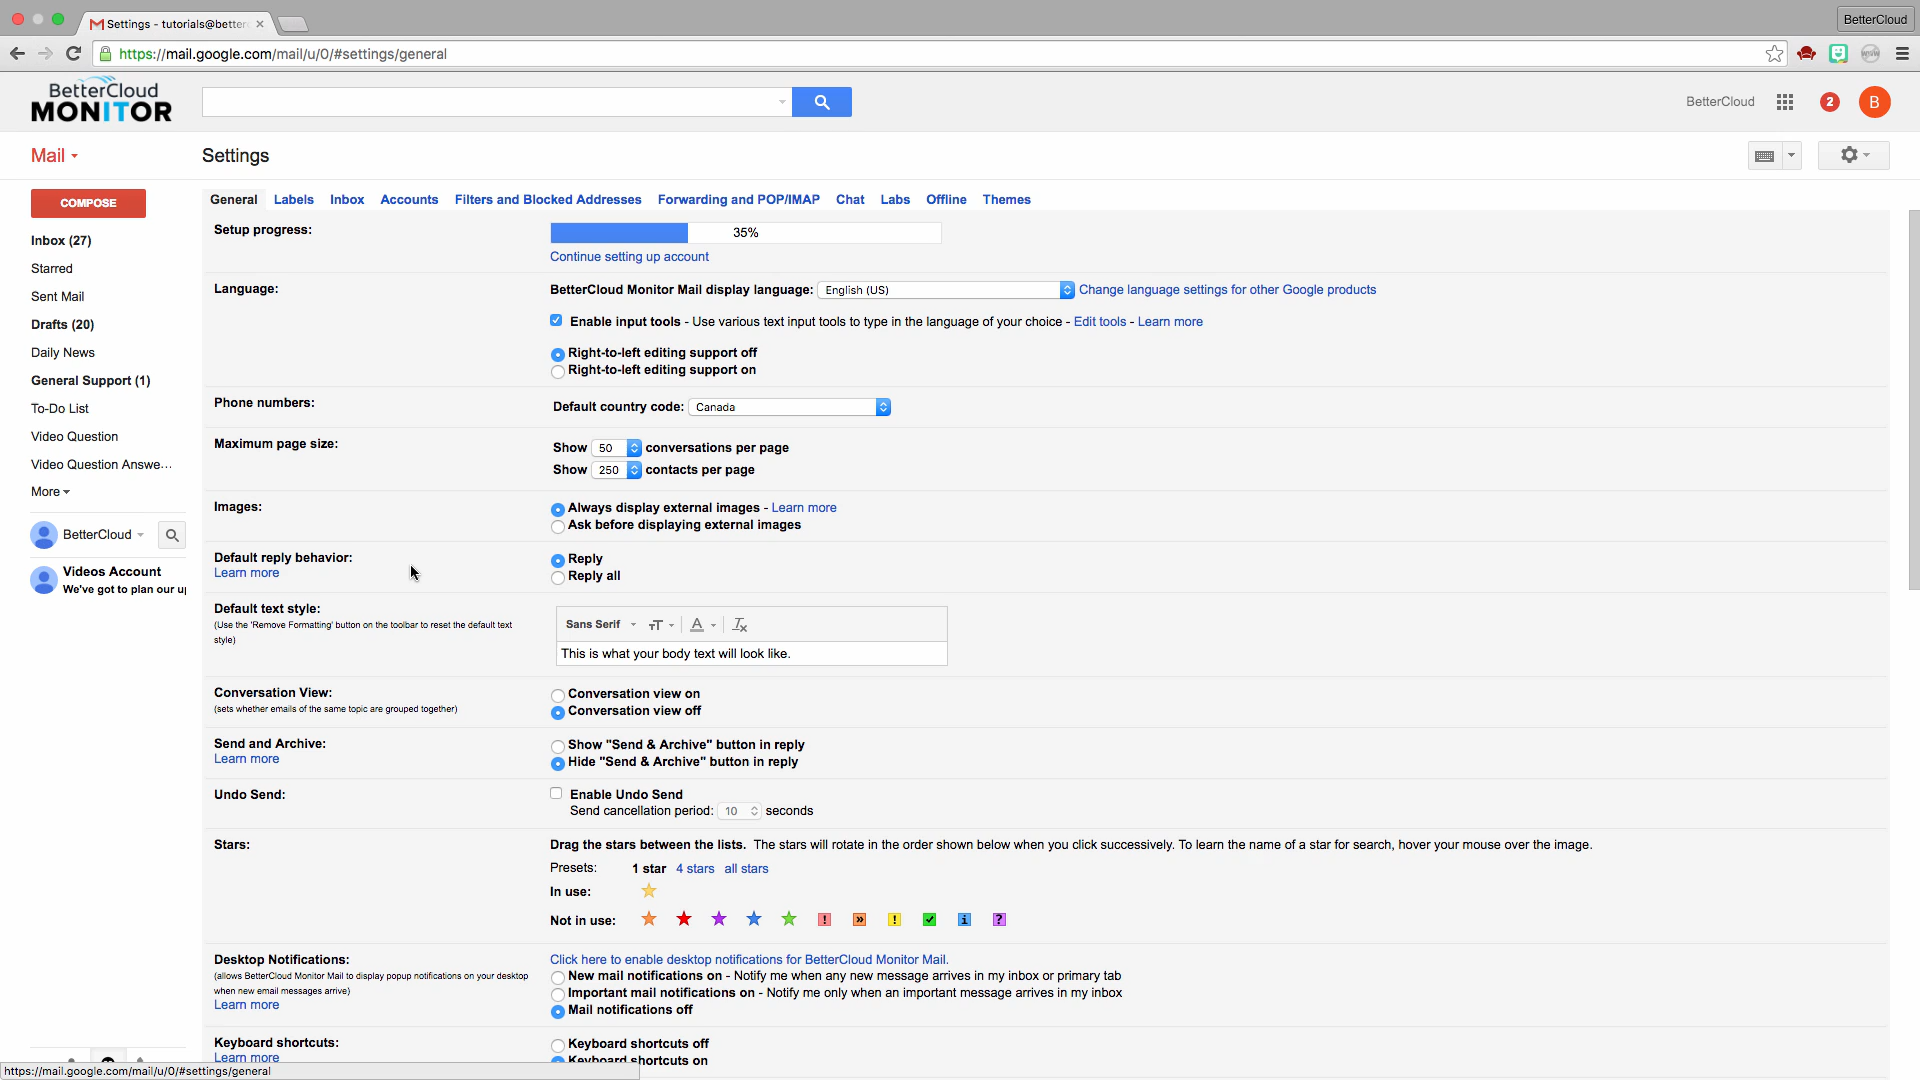 Settings - tutorials@better
BetterCloud
https://mail.google.com/mail/u/0/#settings/general
BetterCloud
MONITOR
BetterCloud
2
B
Mail
Settings
COMPOSE
Inbox (27)
Starred
Sent Mail
Drafts (20)
Daily News
General Support (1)
To-Do List
Video Question
Video Question Answe...
More
BetterCloud
Videos Account
We've got to plan our u
General Labels Inbox Accounts Filters and Blocked Addresses Forwarding and POP/IMAP Chat Labs Offline Themes
Setup progress:
35%
Continue setting up account
Language:
BetterCloud Monitor Mail display language: English (US) Change language settings for other Google products
Enable input tools - Use various text input tools to type in the language of your choice - Edit tools - Learn more
Right-to-left editing support off
Right-to-left editing support on
Phone numbers:
Default country code: Canada
Maximum page size:
Show 50 conversations per page
Show 250 contacts per page
Images:
Always display external images - Learn more
Ask before displaying external images
Default reply behavior:
Learn more
Reply
Reply all
Default text style:
(Use the 'Remove Formatting' button on the toolbar to reset the default text
style)
Sans Serif
This is what your body text will look like.
Conversation View:
(sets whether emails of the same topic are grouped together)
Conversation view on
Conversation view off
Send and Archive:
Learn more
Show "Send & Archive" button in reply
Hide "Send & Archive" button in reply
Undo Send:
Enable Undo Send
Send cancellation period: 10 seconds
Stars:
Drag the stars between the lists. The stars will rotate in the order shown below when you click successively. To learn the name of a star for search, hover your mouse over the image.
Presets: 1 star 4 stars all stars
In use:
Not in use:
Desktop Notifications:
(allows BetterCloud Monitor Mail to display popup notifications on your desktop
when new email messages arrive)
Learn more
Click here to enable desktop notifications for BetterCloud Monitor Mail.
New mail notifications on - Notify me when any new message arrives in my inbox or primary tab
Important mail notifications on - Notify me only when an important message arrives in my inbox
Mail notifications off
Keyboard shortcuts:
Learn more
Keyboard shortcuts off
Keyboard shortcuts on
https://mail.google.com/mail/u/0/#settings/general